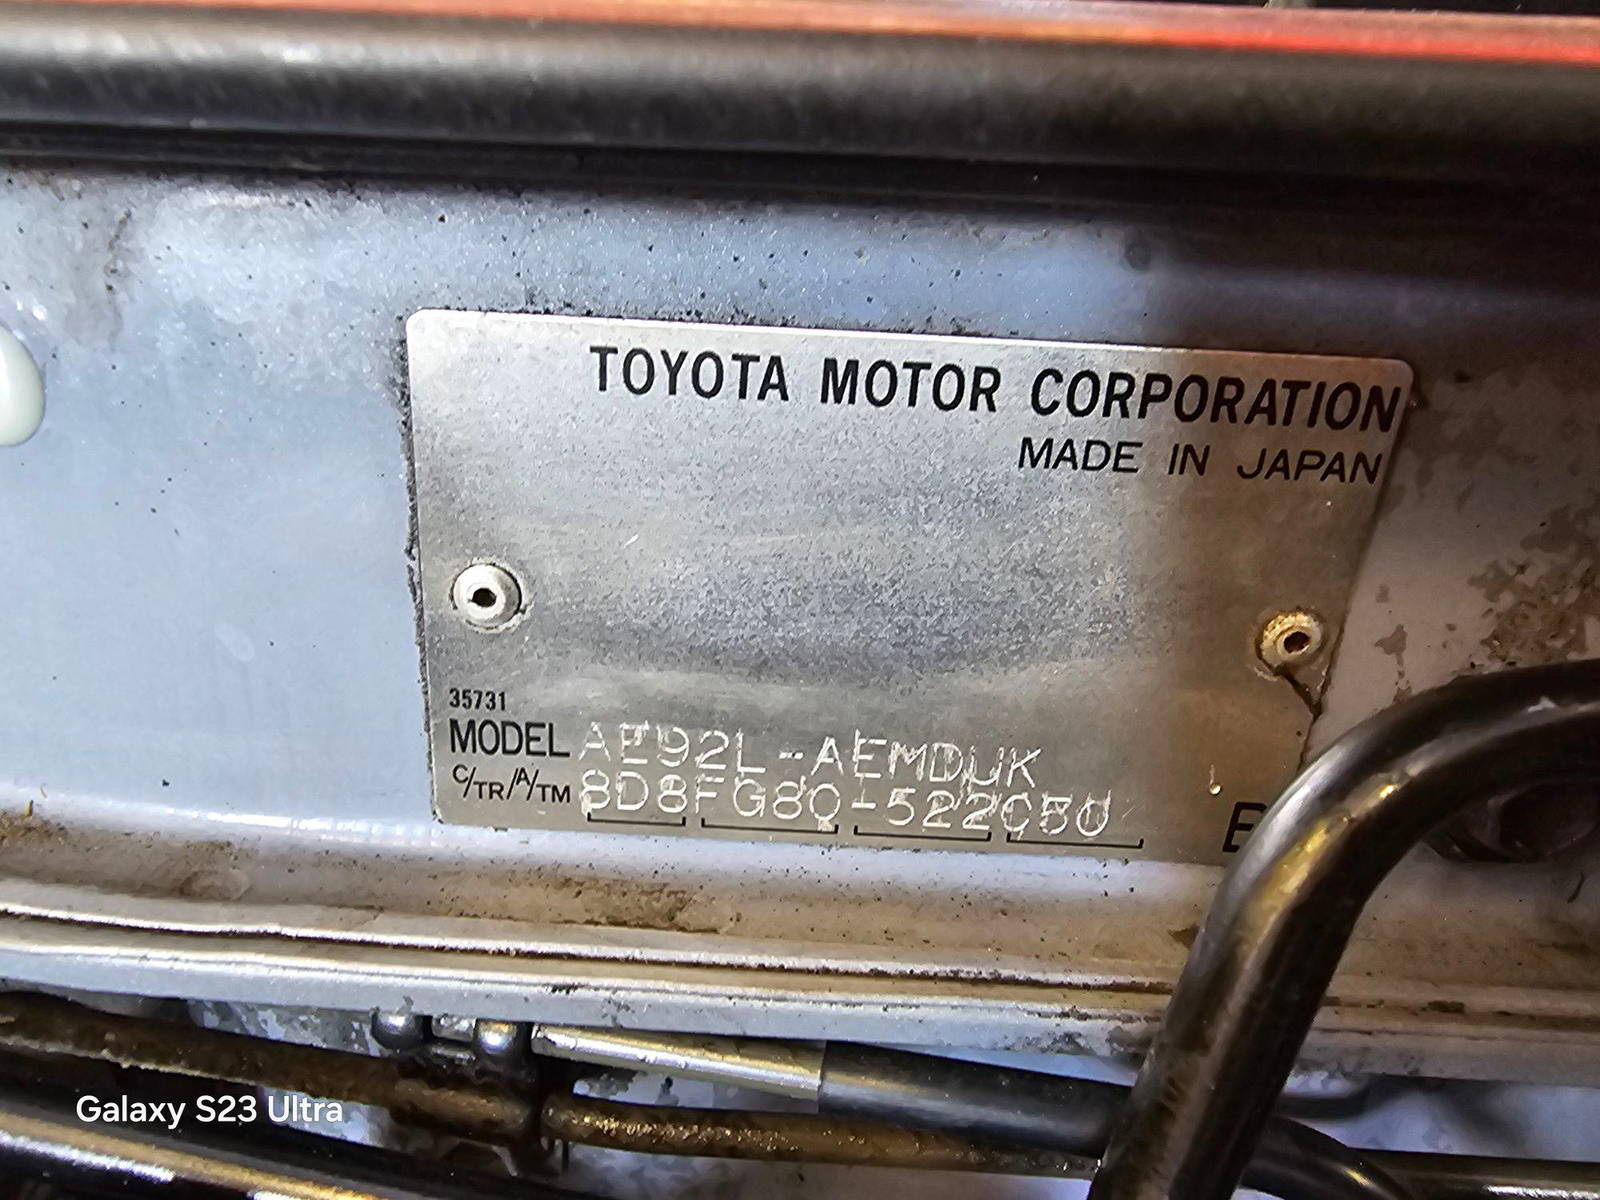 TOYOTA MOTOR CORPORATION
MADE IN JAPAN
35731
MODEL AE92L-AEMDUK
C/TR/A/TM 8D8FG80-522C50
Galaxy S23 Ultra